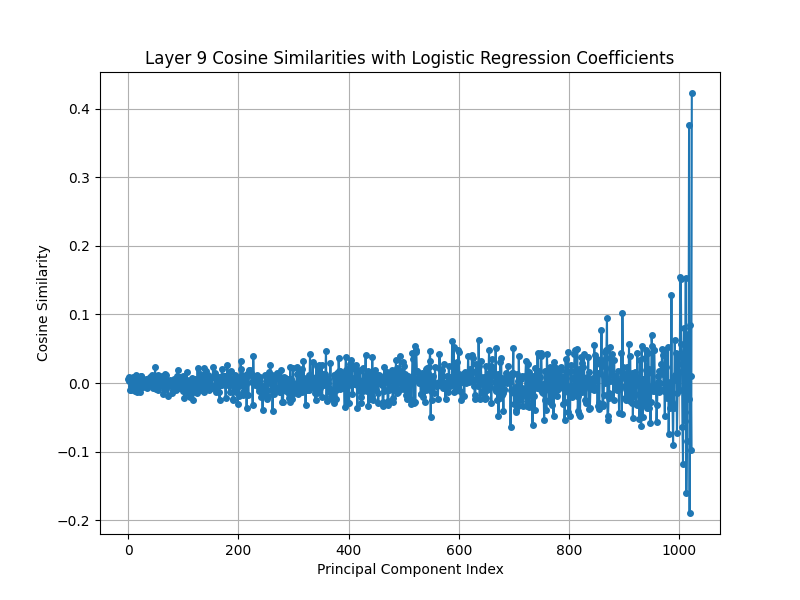 Layer 9 Cosine Similarities with Logistic Regression Coefficients
0.4
0.3
0.2
0.1
0.0
−0.1
−0.2
Cosine Similarity
0 200 400 600 800 1000
Principal Component Index